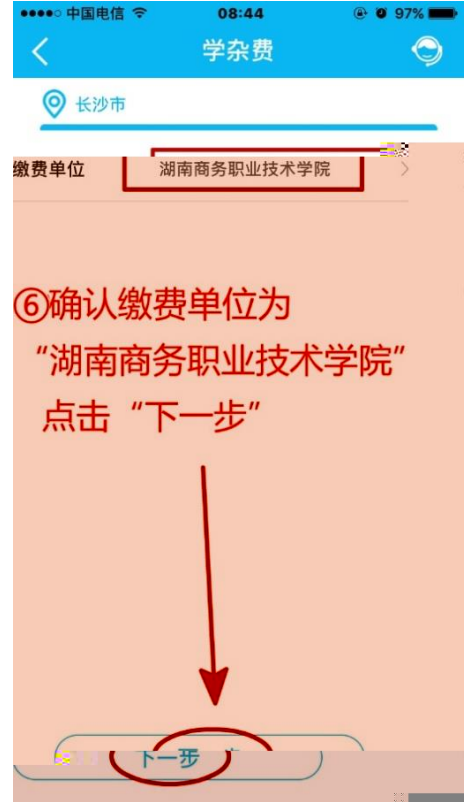 中国电信 08:44 97%
学杂费
长沙市
缴费单位 湖南商务职业技术学院
⑥确认缴费单位为
“湖南商务职业技术学院”
点击“下一步”
下一步